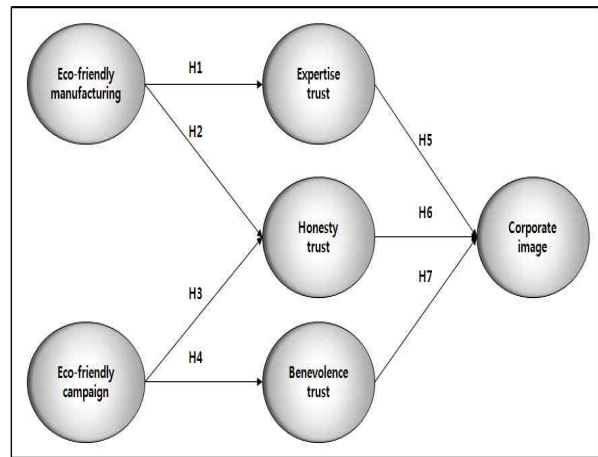 Eco-friendly
manufacturing
H1
Expertise
trust
H2
H5
Honesty
trust
H6
Corporate
image
H3
H7
Eco-friendly
campaign
H4
Benevolence
trust